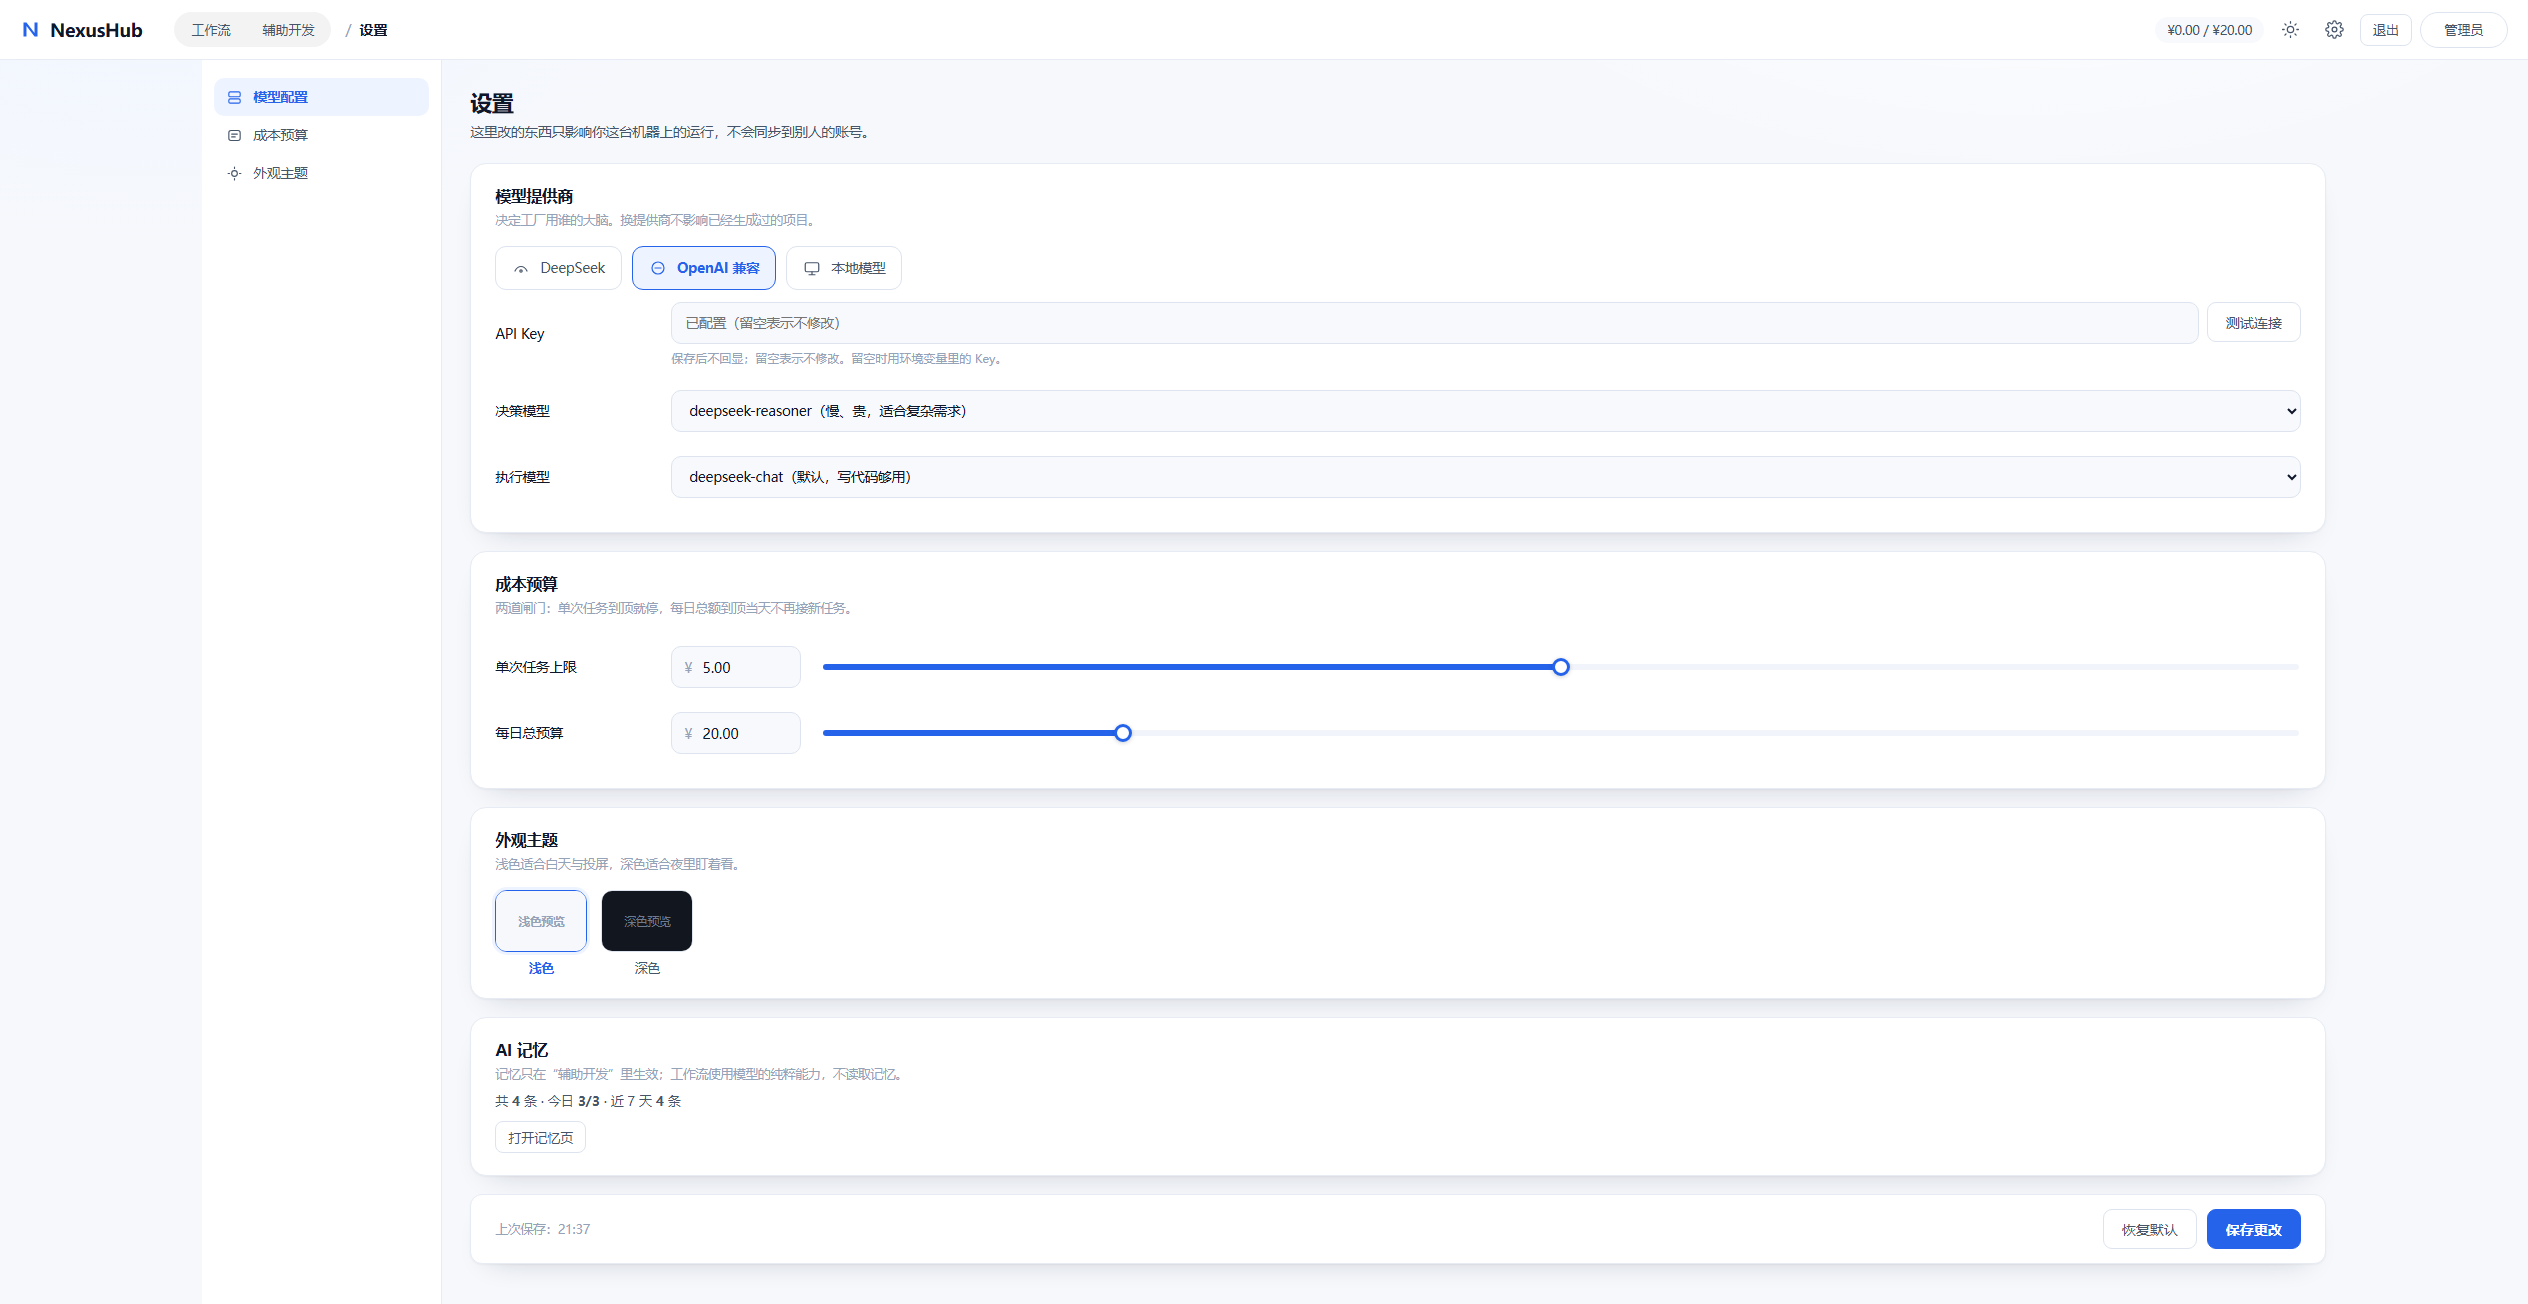 NexusHub
工作流 辅助开发 / 设置
¥0.00 / ¥20.00 退出 管理员
模型配置
成本预算
外观主题
设置
这里改的东西只影响你这台机器上的运行，不会同步到别人的账号。
模型提供商
决定工厂用谁的大脑。换提供商不影响已经生成过的项目。
DeepSeek OpenAI 兼容 本地模型
API Key 已配置（留空表示不修改） 测试连接
保存后不回显；留空表示不修改。留空时用环境变量里的 Key。
决策模型 deepseek-reasoner（慢、贵，适合复杂需求）
执行模型 deepseek-chat（默认，写代码够用）
成本预算
两道闸门：单次任务到顶就停，每日总额到顶当天不再接新任务。
单次任务上限 ¥ 5.00
每日总预算 ¥ 20.00
外观主题
浅色适合白天与投屏，深色适合夜里盯着看。
浅色预览 深色预览
浅色 深色
AI 记忆
记忆只在“辅助开发”里生效；工作流使用模型的纯粹能力，不读取记忆。
共 4 条 · 今日 3/3 · 近 7 天 4 条
打开记忆页
上次保存：21:37 恢复默认 保存更改